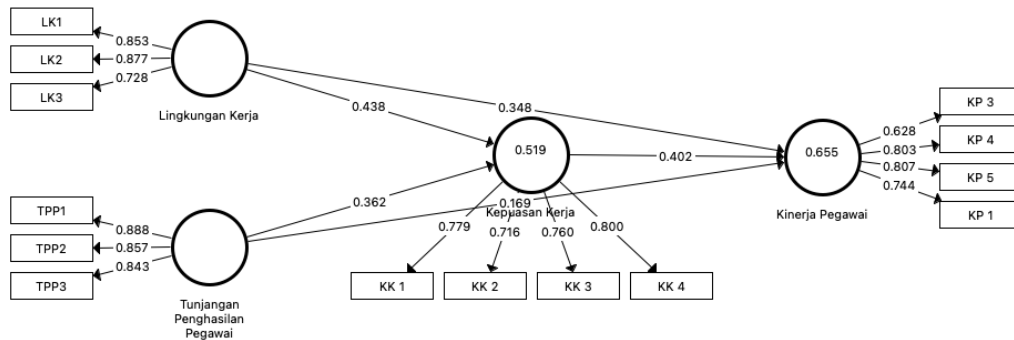 LK1
LK2
LK3
0.853
0.877
0.728
Lingkungan Kerja
0.438
0.348
TPP1
TPP2
TPP3
0.888
0.857
0.843
Tunjangan
Penghasilan
Pegawai
0.362
0.169
0.519
Kepuasan Kerja
0.402
0.779
0.716
0.760
0.800
KK 1
KK 2
KK 3
KK 4
0.655
Kinerja Pegawai
0.628
0.803
0.807
0.744
KP 3
KP 4
KP 5
KP 1